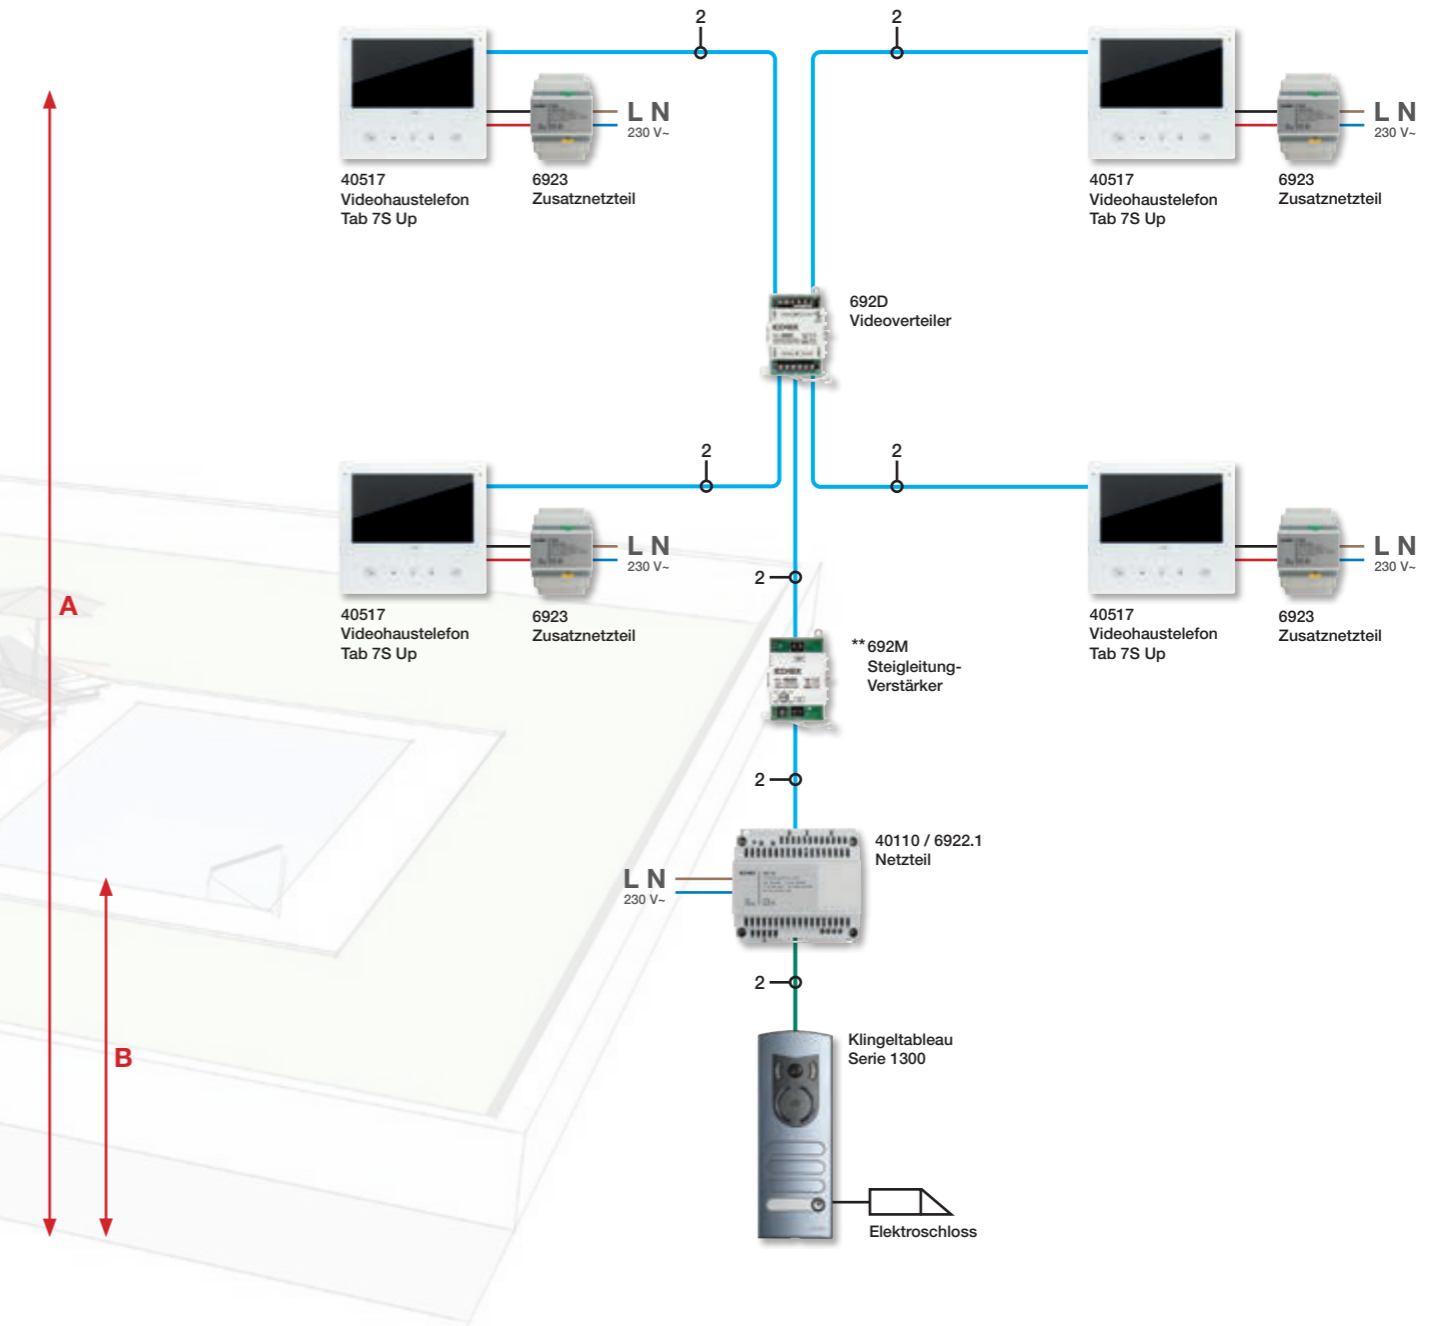 2
2
L N
230 V~
L N
230 V~
40517
Videohaustelefon
Tab 7S Up
6923
Zusatznetzteil
40517
Videohaustelefon
Tab 7S Up
6923
Zusatznetzteil
692D
Videoverteiler
2
2
L N
230 V~
L N
230 V~
2
A
40517
Videohaustelefon
Tab 7S Up
6923
Zusatznetzteil
40517
Videohaustelefon
Tab 7S Up
6923
Zusatznetzteil
**692M
Steigleitung-
Verstärker
2
40110 / 6922.1
Netzteil
L N
230 V~
2
B
Klingeltableau
Serie 1300
Elektroschloss